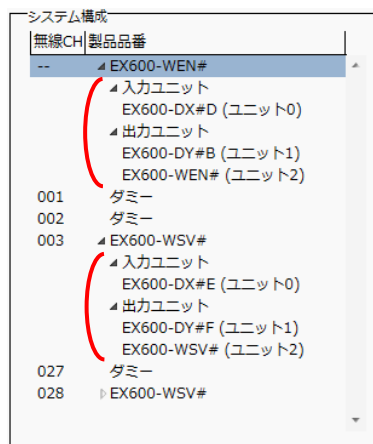 システム構成
無線CH 製品品番
-- EX600-WEN#
入力ユニット
EX600-DX#D (ユニット0)
出力ユニット
EX600-DY#B (ユニット1)
EX600-WEN# (ユニット2)
001 ダミー
002 ダミー
003 EX600-WSV#
入力ユニット
EX600-DX#E (ユニット0)
出力ユニット
EX600-DY#F (ユニット1)
EX600-WSV# (ユニット2)
027 ダミー
028 EX600-WSV#